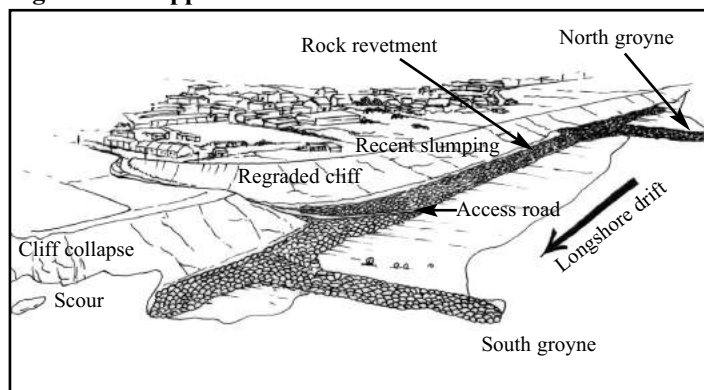 North groyne
Rock revetment
Recent slumping
Regraded cliff
Access road
Longshore drift
Cliff collapse
Scour
South groyne